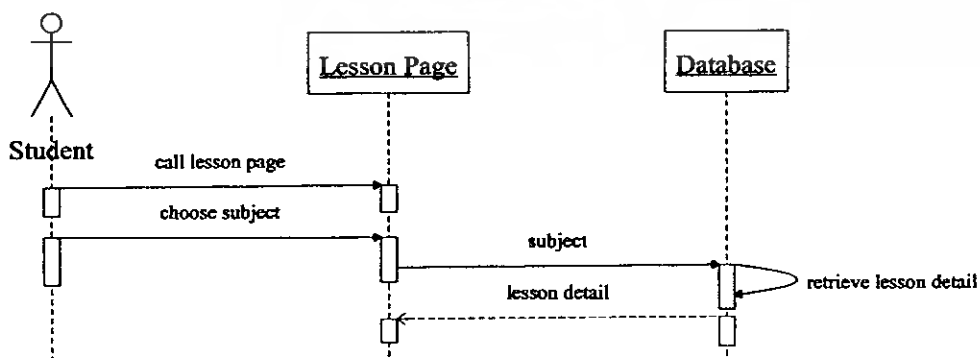 Lesson Page
Database
Student
call lesson page
choose subject
subject
retrieve lesson detail
lesson detail